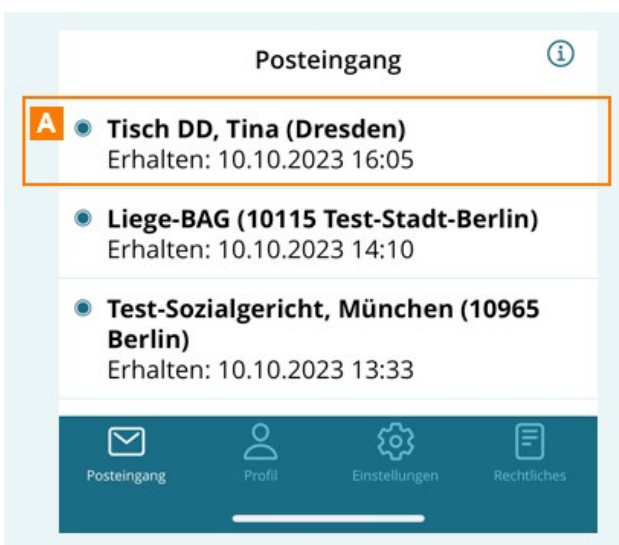 Posteingang
A
Tisch DD, Tina (Dresden)
Erhalten: 10.10.2023 16:05
Liege-BAG (10115 Test-Stadt-Berlin)
Erhalten: 10.10.2023 14:10
Test-Sozialgericht, München (10965
Berlin)
Erhalten: 10.10.2023 13:33
Posteingang Profil Einstellungen Rechtliches